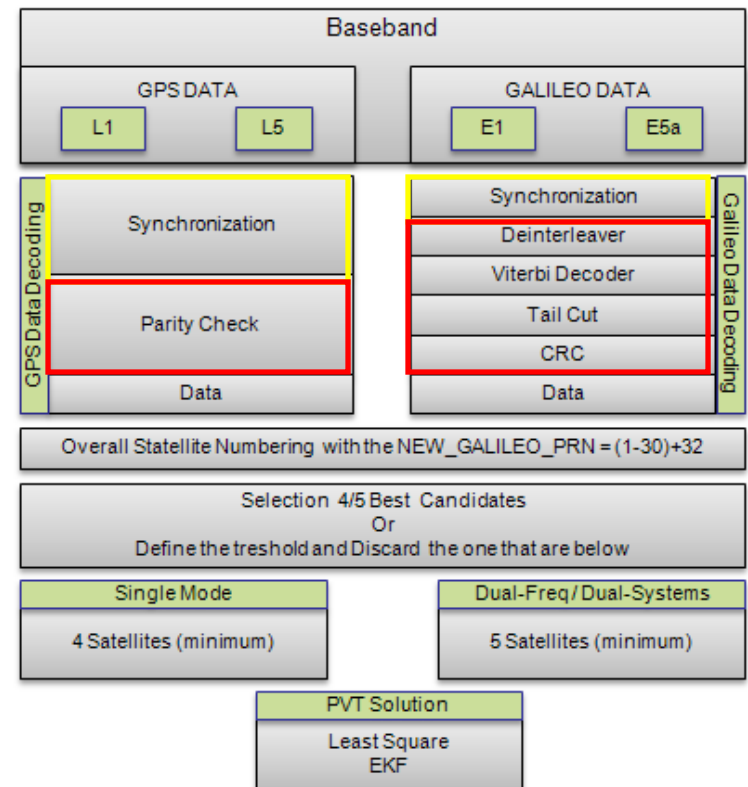 Baseband
GPS DATA
L1
L5
GALILEO DATA
E1
E5a
GPS Data Decoding
Synchronization
Parity Check
Data
Synchronization
Deinterleaver
Viterbi Decoder
Tail Cut
CRC
Data
Galileo Data Decoding
Overall Statellite Numbering with the NEW_GALILEO_PRN = (1-30)+32
Selection 4/5 Best Candidates
Or
Define the treshold and Discard the one that are below
Single Mode
4 Satellites (minimum)
Dual-Freq / Dual-Systems
5 Satellites (minimum)
PVT Solution
Least Square
EKF